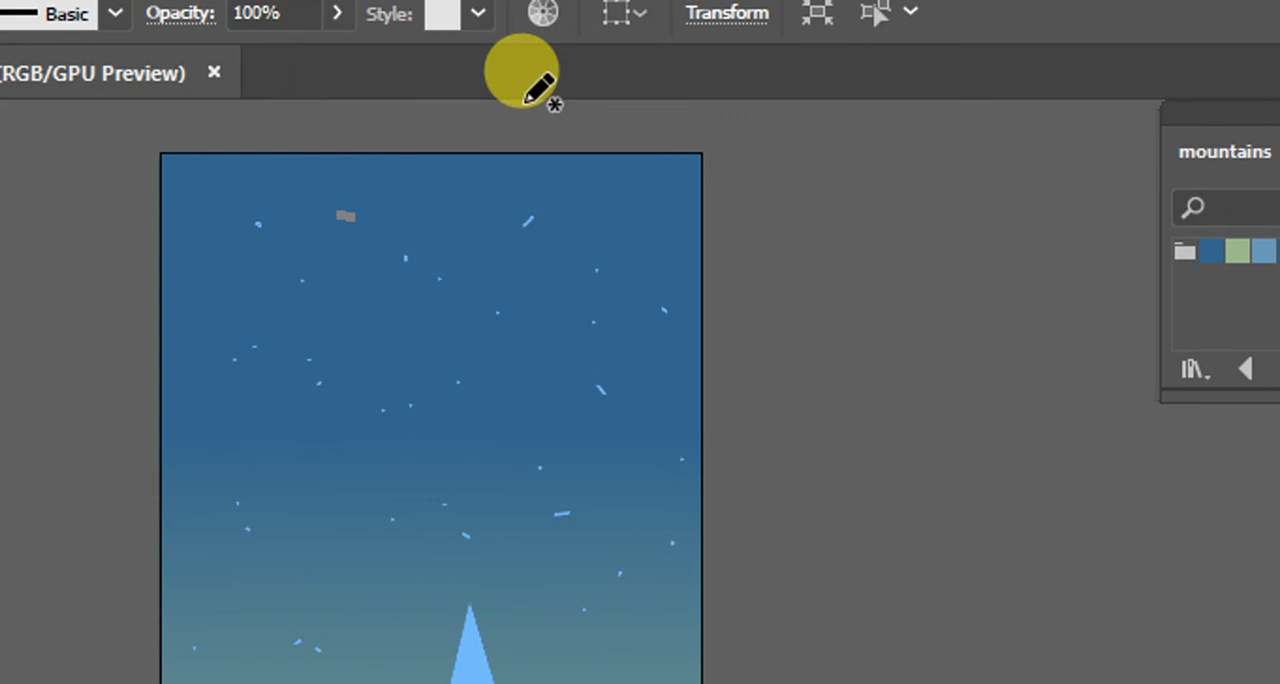 Basic Opacity: 100% Style: Transform
(RGB/GPU Preview) ×
mountains